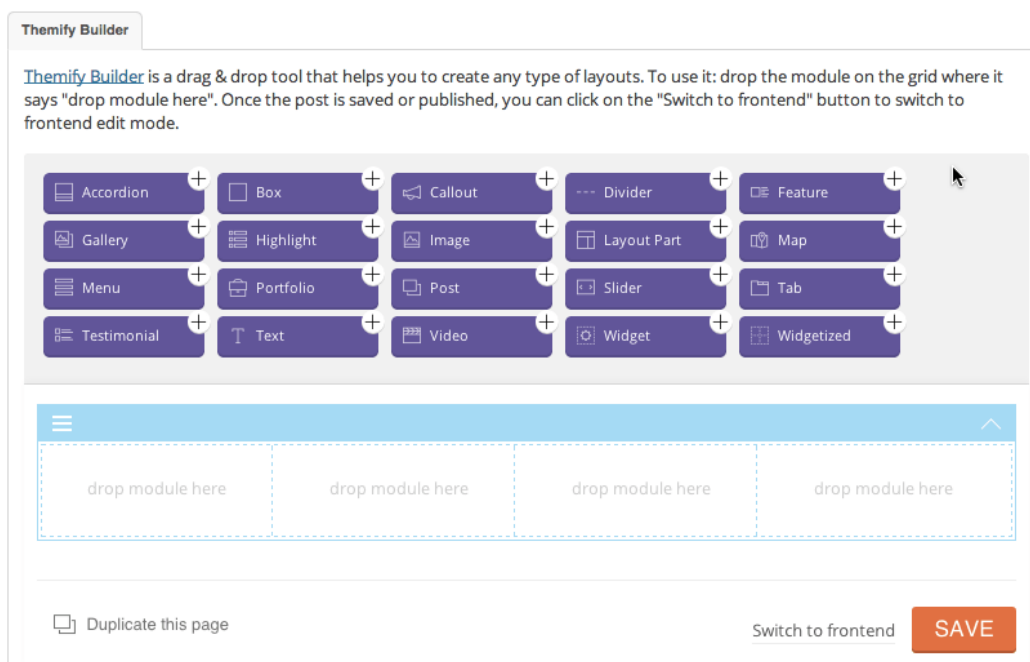 Themify Builder
Themify Builder is a drag & drop tool that helps you to create any type of layouts. To use it: drop the module on the grid where it
says "drop module here". Once the post is saved or published, you can click on the "Switch to frontend" button to switch to
frontend edit mode.
Accordion Box Callout Divider Feature
Gallery Highlight Image Layout Part Map
Menu Portfolio Post Slider Tab
Testimonial Text Video Widget Widgetized
drop module here drop module here drop module here drop module here
Duplicate this page
Switch to frontend SAVE